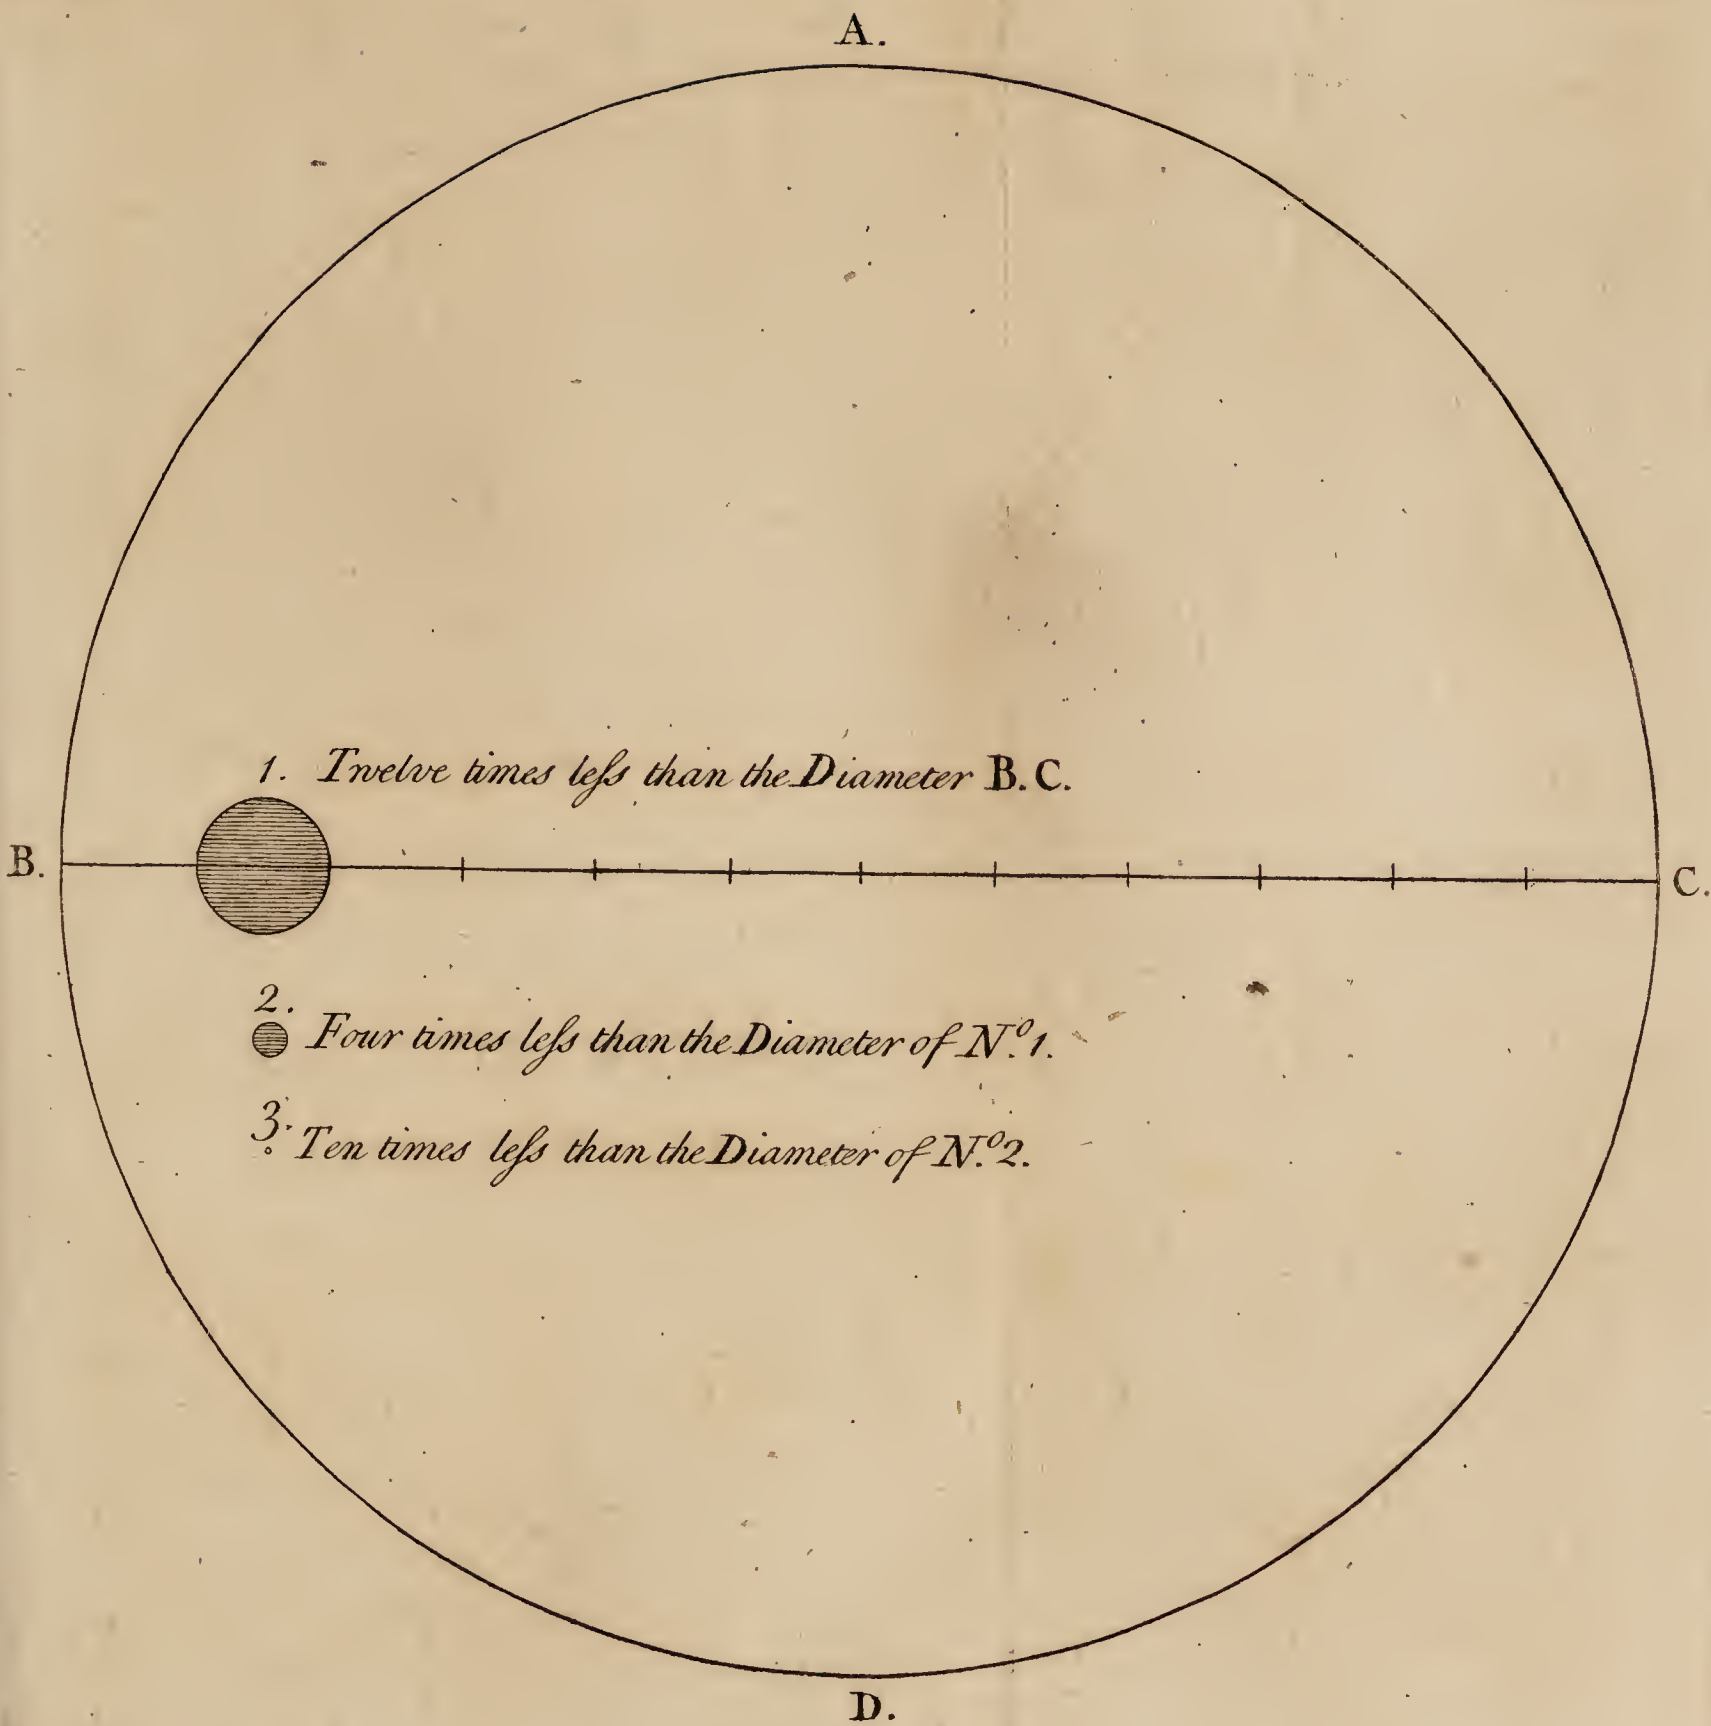 A.
1. Twelve times leſs than the Diameter B.C.
B.
C.
2.
Four times leſs than the Diameter of N.º 1.
3.
Ten times leſs than the Diameter of N.º 2.
D.